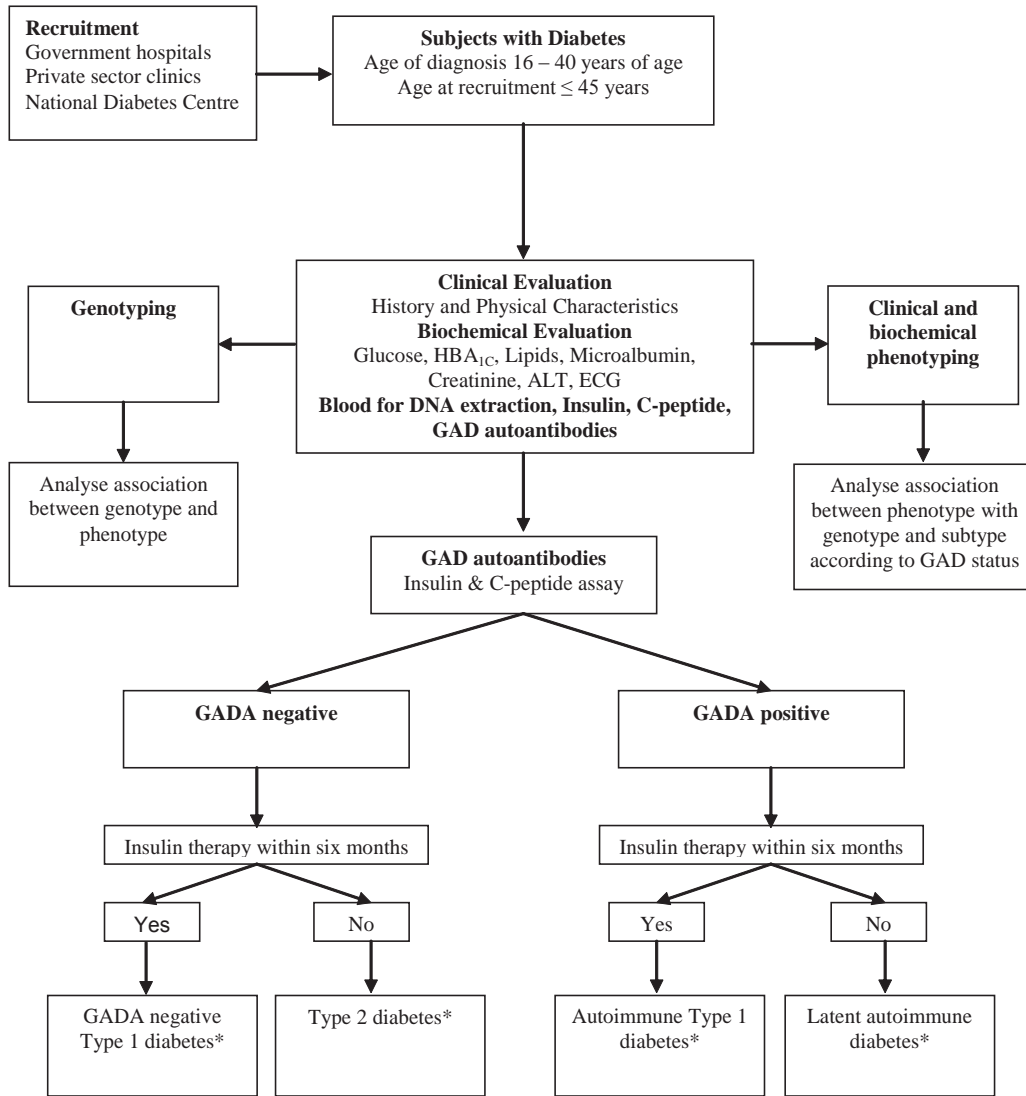 Recruitment
Government hospitals
Private sector clinics
National Diabetes Centre
Subjects with Diabetes
Age of diagnosis 16 – 40 years of age
Age at recruitment ≤ 45 years
Clinical Evaluation
History and Physical Characteristics
Biochemical Evaluation
Glucose, HBA1C, Lipids, Microalbumin,
Creatinine, ALT, ECG
Blood for DNA extraction, Insulin, C-peptide,
GAD autoantibodies
Genotyping
Clinical and
biochemical
phenotyping
Analyse association
between genotype and
phenotype
Analyse association
between phenotype with
genotype and subtype
according to GAD status
GAD autoantibodies
Insulin & C-peptide assay
GADA negative
GADA positive
Insulin therapy within six months
Insulin therapy within six months
Yes
No
Yes
No
GADA negative
Type 1 diabetes*
Type 2 diabetes*
Autoimmune Type 1
diabetes*
Latent autoimmune
diabetes*